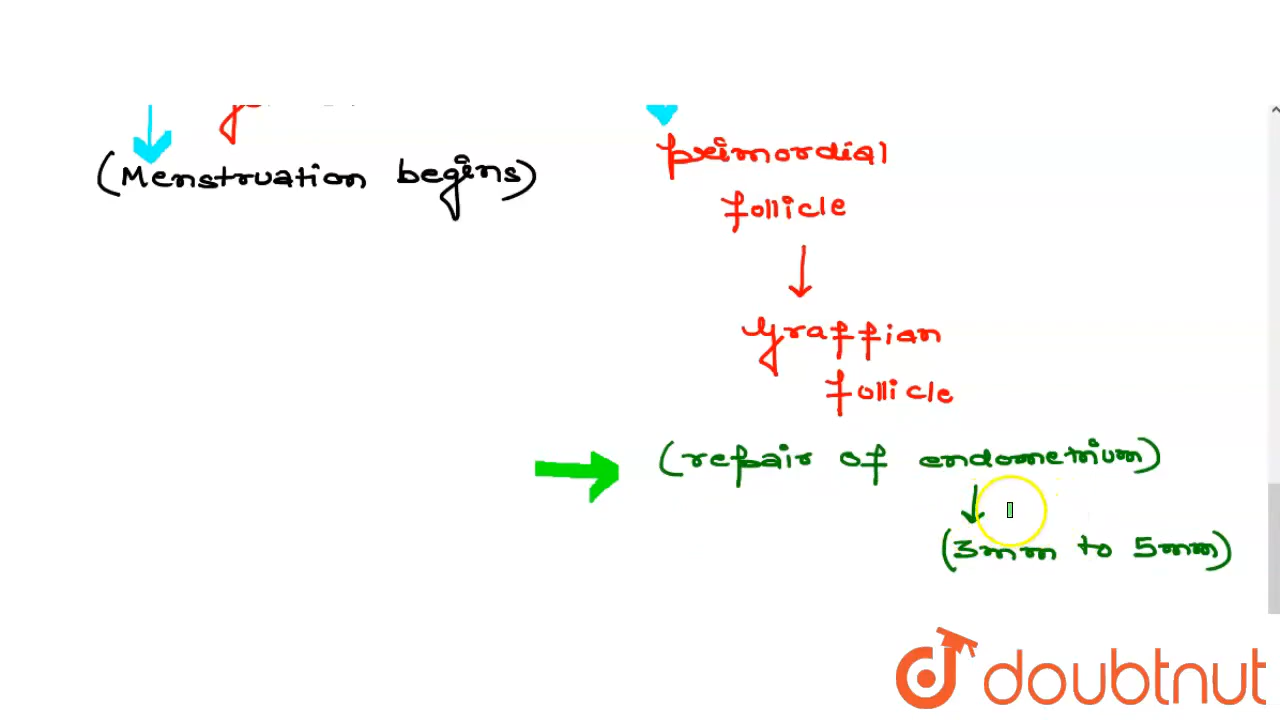 (Menstruation begins)
primordial
follicle
Graffian
follicle
(repair of endometrium)
(3mm to 5mm)
doubtnut